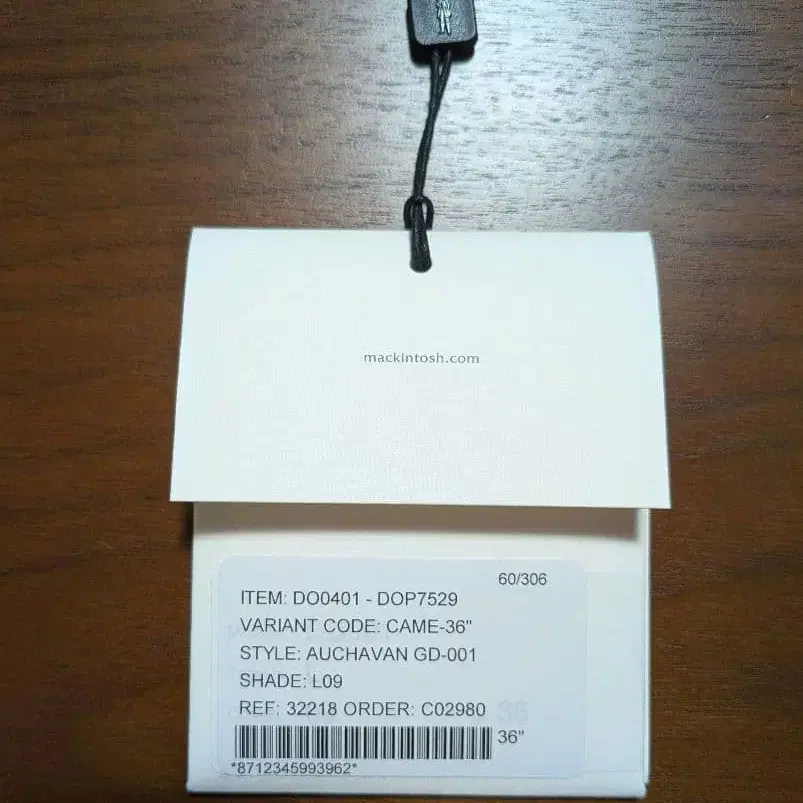 mackintosh.com
60/306
ITEM: DO0401 - DOP7529
VARIANT CODE: CAME-36"
STYLE: AUCHAVAN GD-001
SHADE: L09
REF: 32218 ORDER: C02980
36"
*8712345993962*